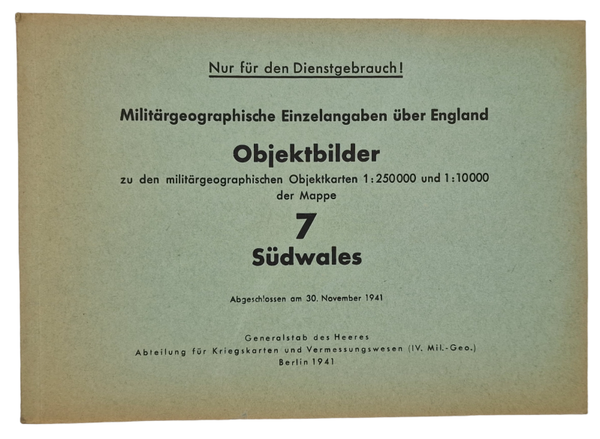 Nur für den Dienstgebrauch!
Militärgeographische Einzelangaben über England
Objektbilder
zu den militärgeographischen Objektkarten 1:250000 und 1:10000
der Mappe
7
Südwales
Abgeschlossen am 30. November 1941
Generalstab des Heeres
Abteilung für Kriegskarten und Vermessungswesen (IV. Mil.-Geo.)
Berlin 1941